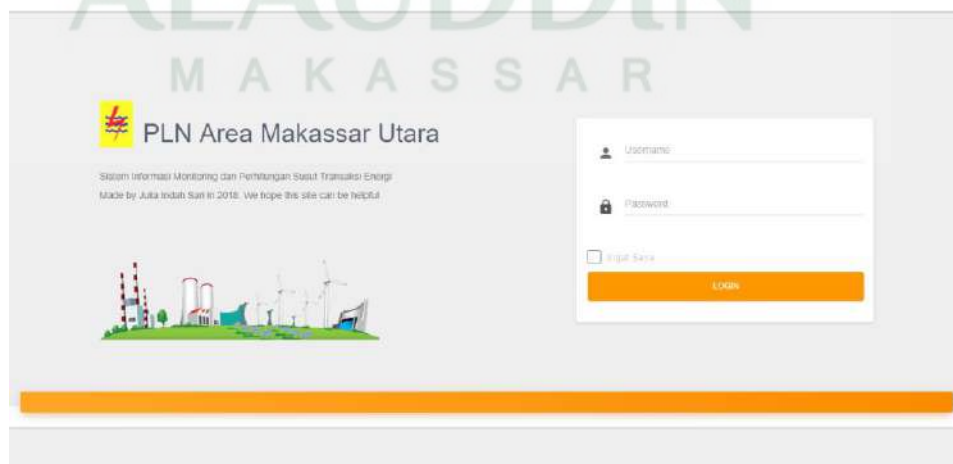 ALAUDDIN
MAKASSAR
PLN Area Makassar Utara
Sistem Informasi Monitoring dan Perhitungan Susut Transaksi Energi
Made by Julia Indah Sari in 2018. We hope this site can be helpful
Username
Password
Ingat Saya
LOGIN